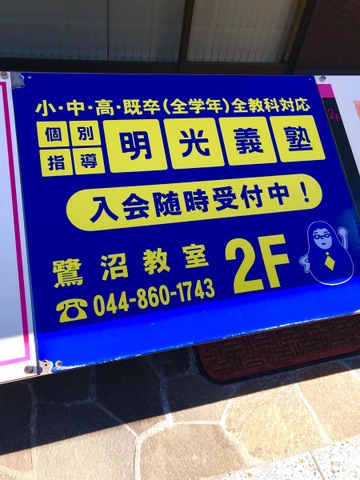 小・中・高・既卒(全学年)全教科対応
個別指導 明光義塾
入会随時受付中!
鷺沼教室 2F
☎044-860-1743
2F